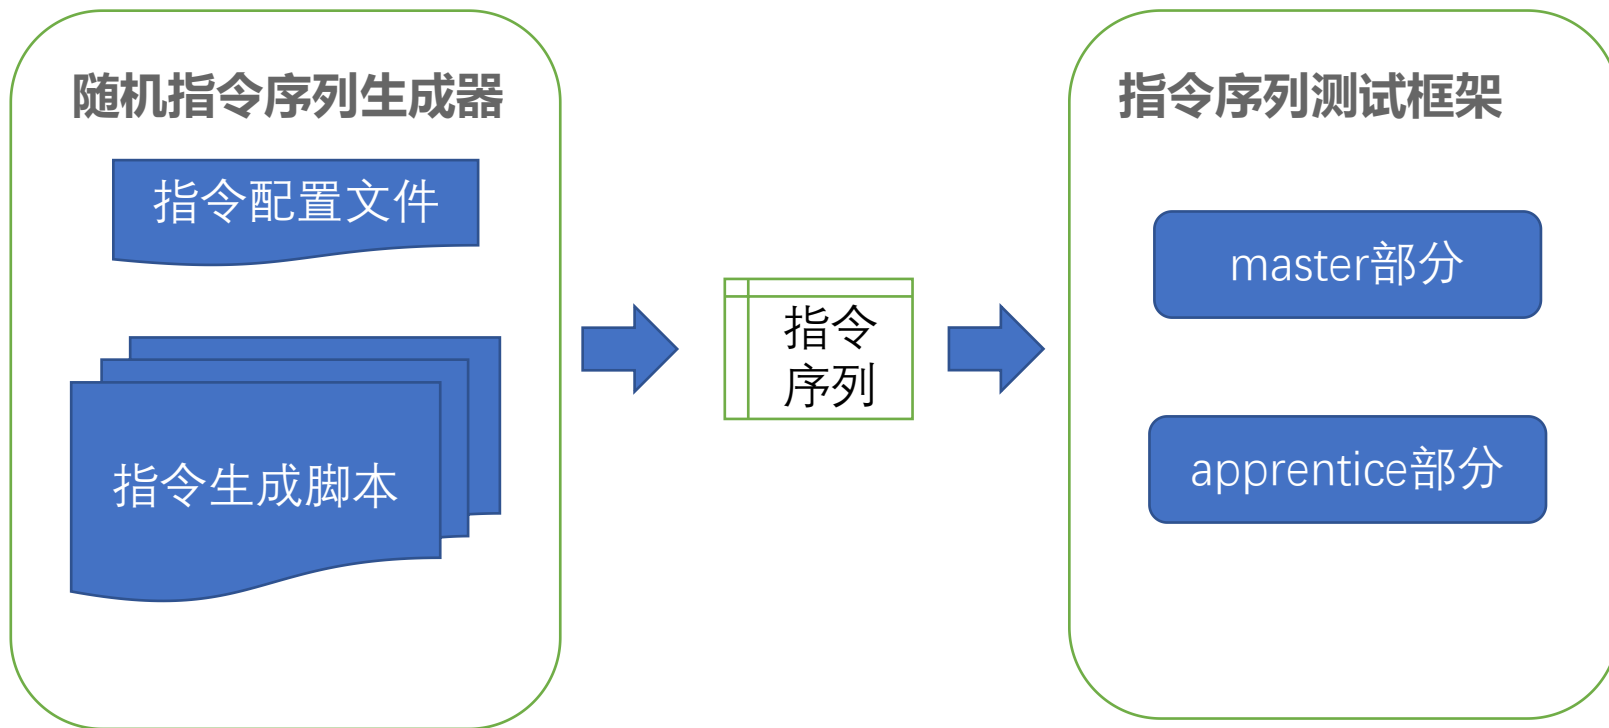 随机指令序列生成器
指令配置文件
指令生成脚本
指令
序列
指令序列测试框架
master部分
apprentice部分